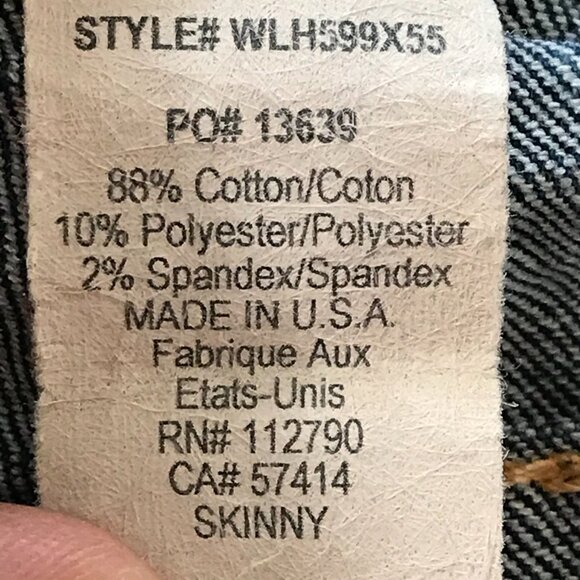 STYLE# WLH599X55
PO# 13639
88% Cotton/Coton
10% Polyester/Polyester
2% Spandex/Spandex
MADE IN U.S.A.
Fabrique Aux
Etats-Unis
RN# 112790
CA# 57414
SKINNY